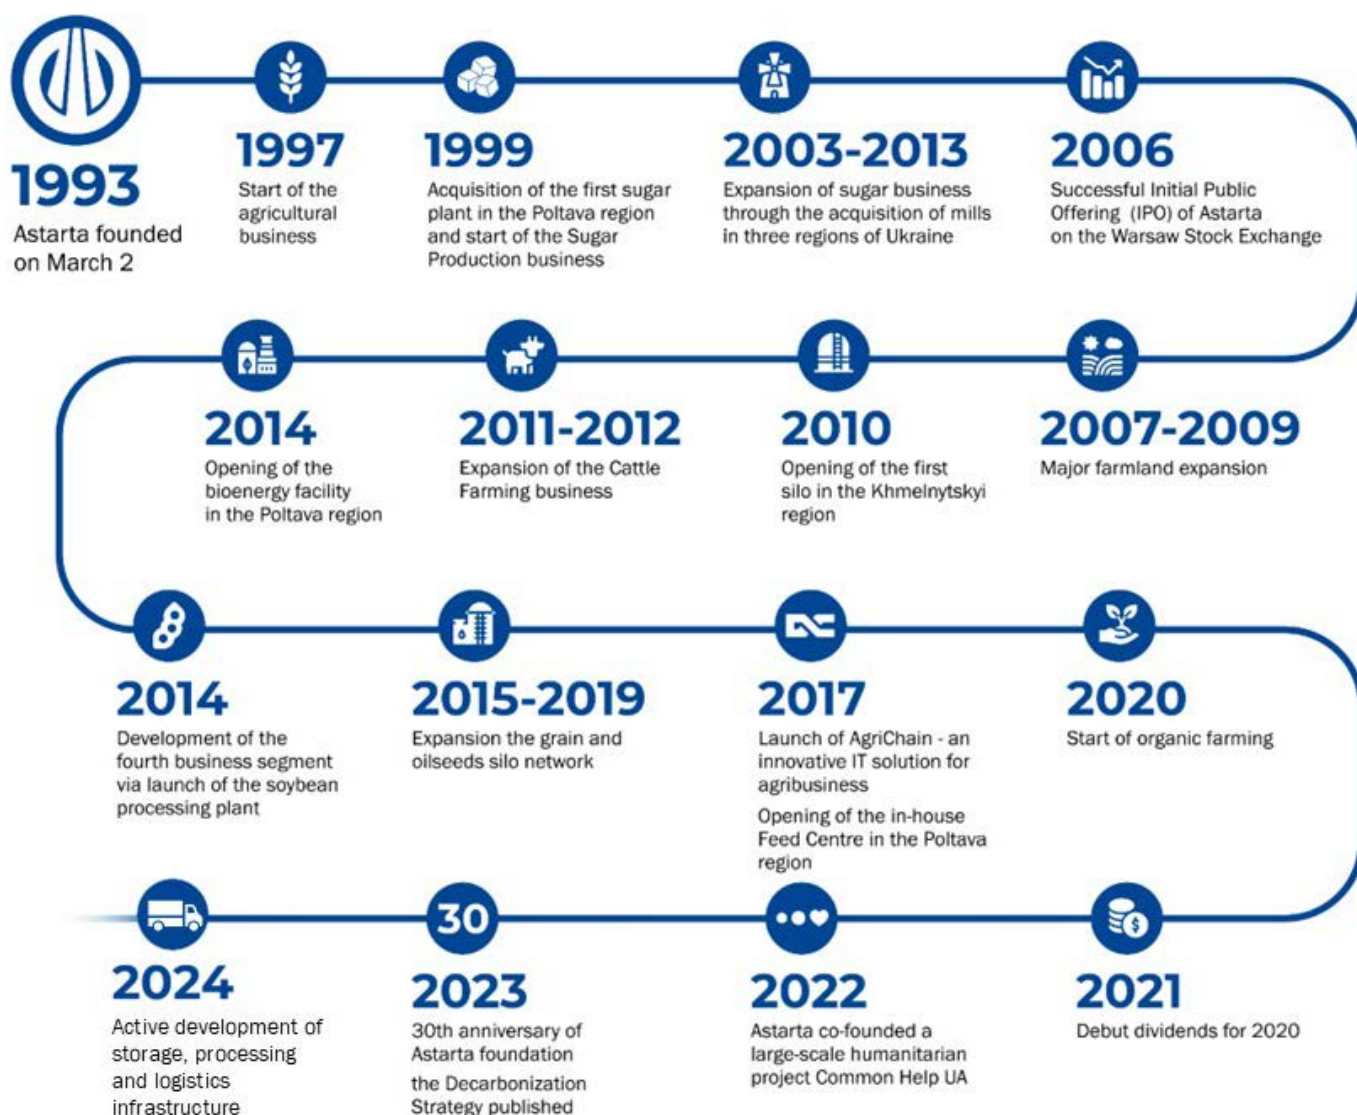 1993
Astarta founded
on March 2
1997
Start of the
agricultural
business
1999
Acquisition of the first sugar
plant in the Poltava region
and start of the Sugar
Production business
2003-2013
Expansion of sugar business
through the acquisition of mills
in three regions of Ukraine
2006
Successful Initial Public
Offering (IPO) of Astarta
on the Warsaw Stock Exchange
2007-2009
Major farmland expansion
2010
Opening of the first
silo in the Khmelnytskyi
region
2011-2012
Expansion of the Cattle
Farming business
2014
Opening of the
bioenergy facility
in the Poltava region
2014
Development of the
fourth business segment
via launch of the soybean
processing plant
2015-2019
Expansion the grain and
oilseeds silo network
2017
Launch of AgriChain - an
innovative IT solution for
agribusiness
Opening of the in-house
Feed Centre in the Poltava
region
2020
Start of organic farming
2021
Debut dividends for 2020
2022
Astarta co-founded a
large-scale humanitarian
project Common Help UA
30
2023
30th anniversary of
Astarta foundation
the Decarbonization
Strategy published
2024
Active development of
storage, processing
and logistics
infrastructure